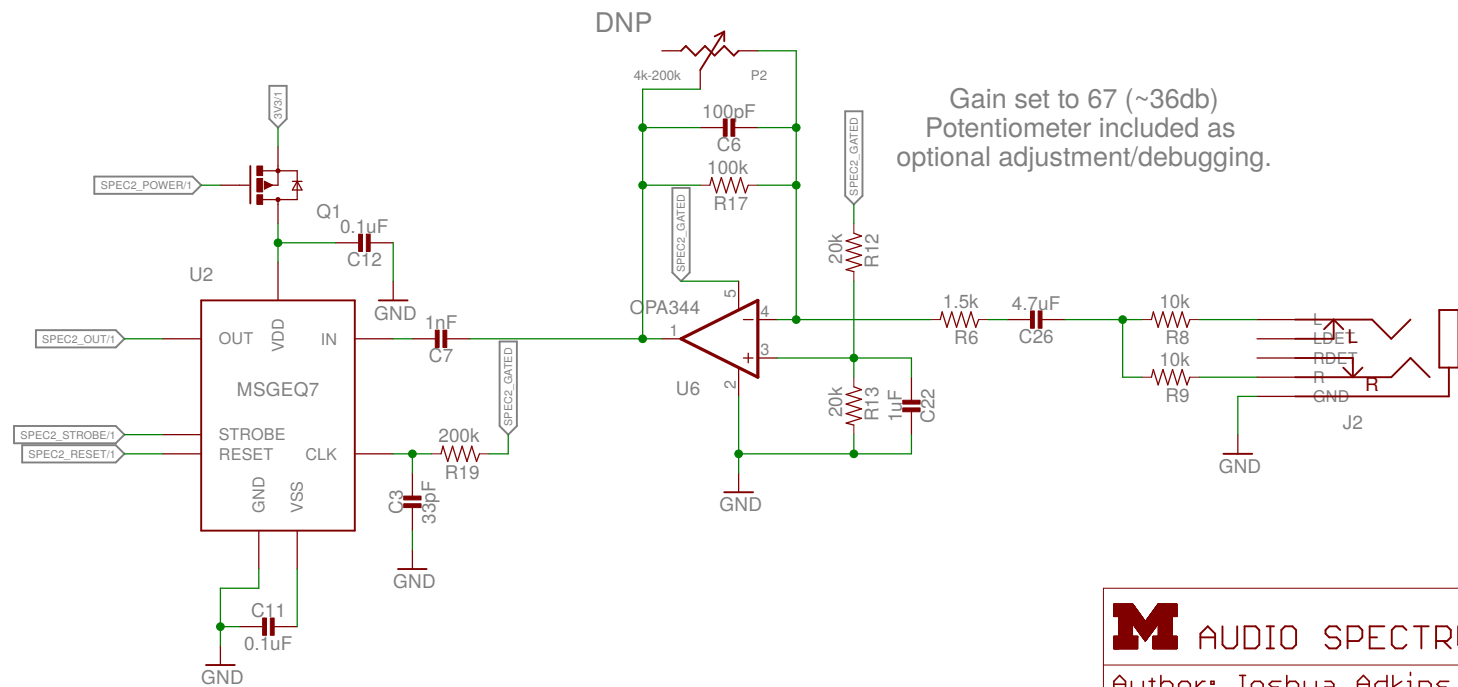 DNP
4k-200k
P2
3V3/1
100pF
C6
Gain set to 67 (~36db)
Potentiometer included as
optional adjustment/debugging.
SPEC2_GATED
100k
R17
SPEC2_POWER/1
Q1
0.1uF
C12
SPEC2_GATED
20k
R12
U2
GND
OPA344
5
4
1
3
2
U6
1.5k
R6
4.7uF
C26
10k
R8
10k
R9
L
LDET
RDET
R
GND
L
R
J2
SPEC2_OUT/1
OUT
VDD
IN
1nF
C7
MSGEQ7
SPEC2_GATED
20k
R13
1uF
C22
SPEC2_STROBE/1
SPEC2_RESET/1
STROBE
RESET
CLK
200k
R19
GND
VSS
C3
33pF
GND
GND
GND
C11
0.1uF
GND
M AUDIO SPECTR
Author: Joshua Adkins